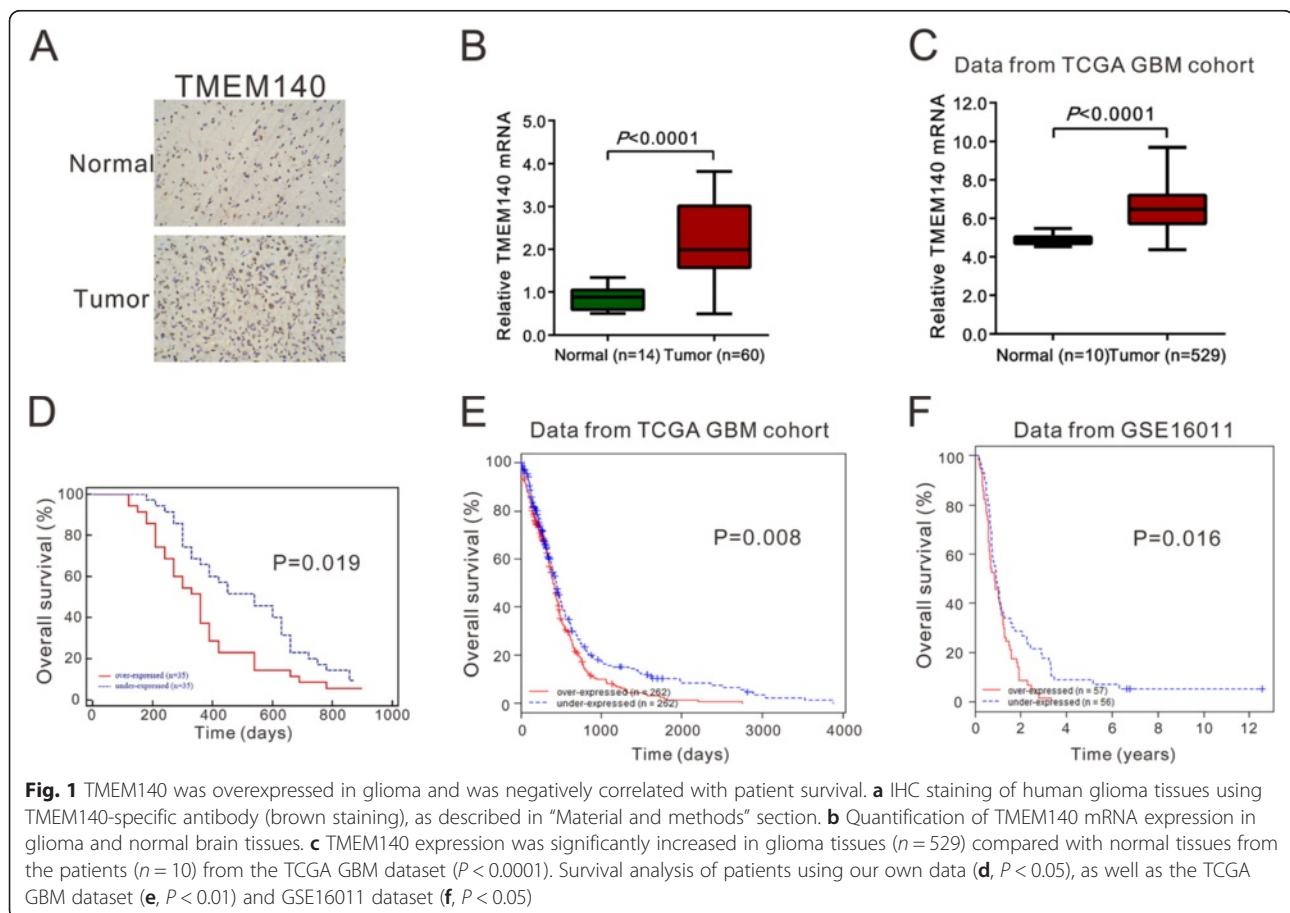 A
TMEM140
Normal
Tumor
B
Relative TMEM140 mRNA
5.0
4.0
3.0
2.0
1.0
0.0
P<0.0001
Normal (n=14) Tumor (n=60)
C
Data from TCGA GBM cohort
Relative TMEM140 mRNA
12.0
10.0
8.0
6.0
4.0
2.0
0.0
P<0.0001
Normal (n=10)Tumor (n=529)
D
Overall survival (%)
100
80
60
40
20
0
P=0.019
over-expressed (n=35)
under-expressed (n=35)
0 200 400 600 800 1000
Time (days)
E
Data from TCGA GBM cohort
Overall survival (%)
100
80
60
40
20
0
P=0.008
over-expressed (n = 262)
under-expressed (n = 262)
0 1000 2000 3000 4000
Time (days)
F
Data from GSE16011
Overall survival (%)
100
80
60
40
20
0
P=0.016
over-expressed (n = 57)
under-expressed (n = 56)
0 2 4 6 8 10 12
Time (years)
Fig. 1 TMEM140 was overexpressed in glioma and was negatively correlated with patient survival. a IHC staining of human glioma tissues using
TMEM140-specific antibody (brown staining), as described in “Material and methods” section. b Quantification of TMEM140 mRNA expression in
glioma and normal brain tissues. c TMEM140 expression was significantly increased in glioma tissues (n = 529) compared with normal tissues from
the patients (n = 10) from the TCGA GBM dataset (P < 0.0001). Survival analysis of patients using our own data (d, P < 0.05), as well as the TCGA
GBM dataset (e, P < 0.01) and GSE16011 dataset (f, P < 0.05)